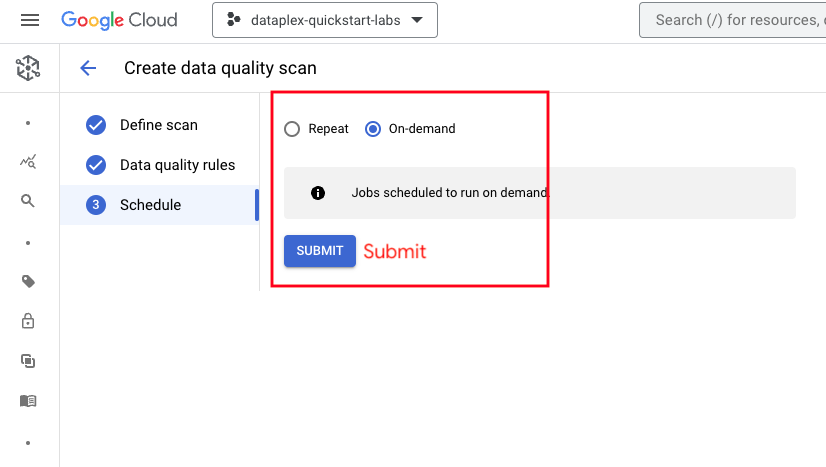 Google Cloud
dataplex-quickstart-labs
Search (/) for resources,
Create data quality scan
Define scan
Data quality rules
3 Schedule
Repeat
On-demand
Jobs scheduled to run on demand.
SUBMIT
Submit